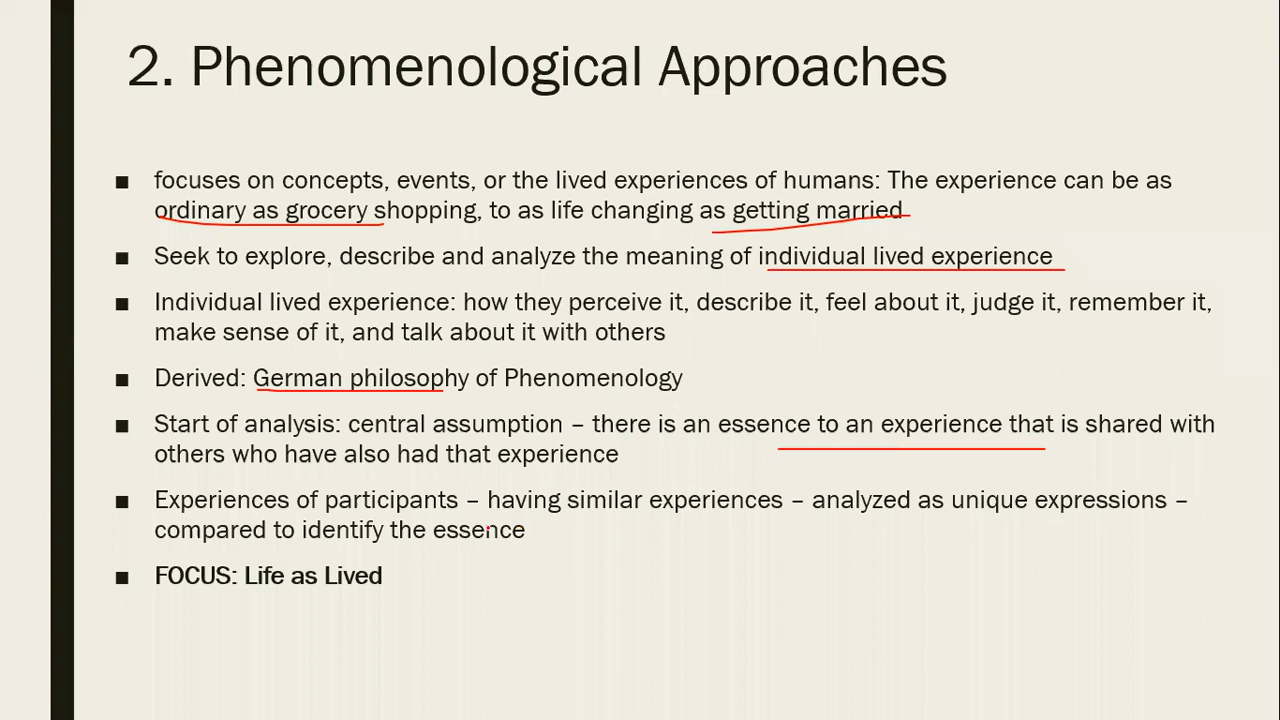 2. Phenomenological Approaches
■ focuses on concepts, events, or the lived experiences of humans: The experience can be as
ordinary as grocery shopping, to as life changing as getting married
■ Seek to explore, describe and analyze the meaning of individual lived experience
■ Individual lived experience: how they perceive it, describe it, feel about it, judge it, remember it,
make sense of it, and talk about it with others
■ Derived: German philosophy of Phenomenology
■ Start of analysis: central assumption – there is an essence to an experience that is shared with
others who have also had that experience
■ Experiences of participants – having similar experiences – analyzed as unique expressions –
compared to identify the essence
■ FOCUS: Life as Lived